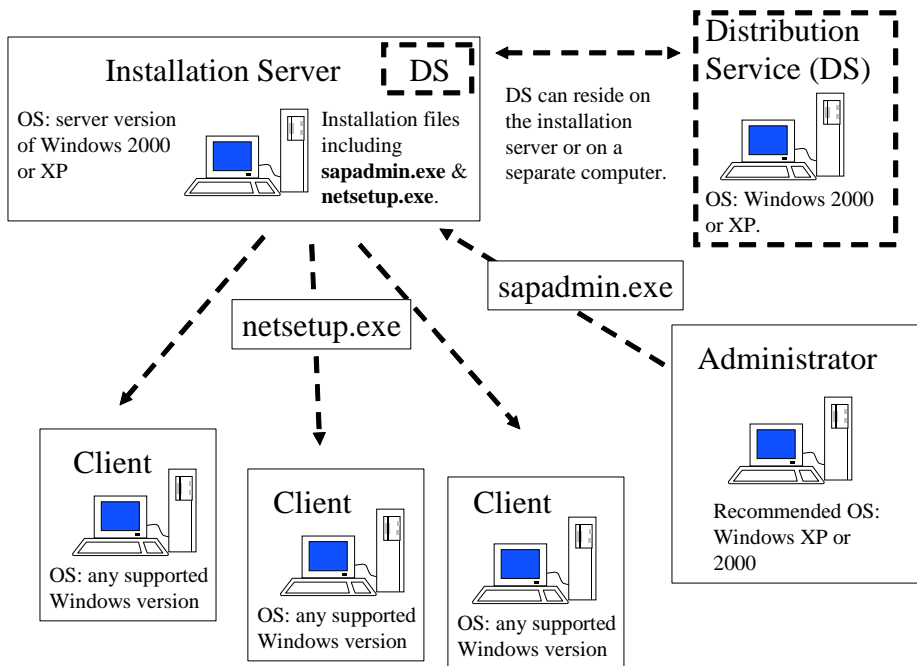 Installation Server
DS
OS: server version
of Windows 2000
or XP
Installation files
including
sapadmin.exe &
netsetup.exe.
DS can reside on
the installation
server or on a
separate computer.
Distribution
Service (DS)
OS: Windows 2000
or XP.
sapadmin.exe
netsetup.exe
Administrator
Recommended OS:
Windows XP or
2000
Client
OS: any supported
Windows version
Client
OS: any supported
Windows version
Client
OS: any supported
Windows version